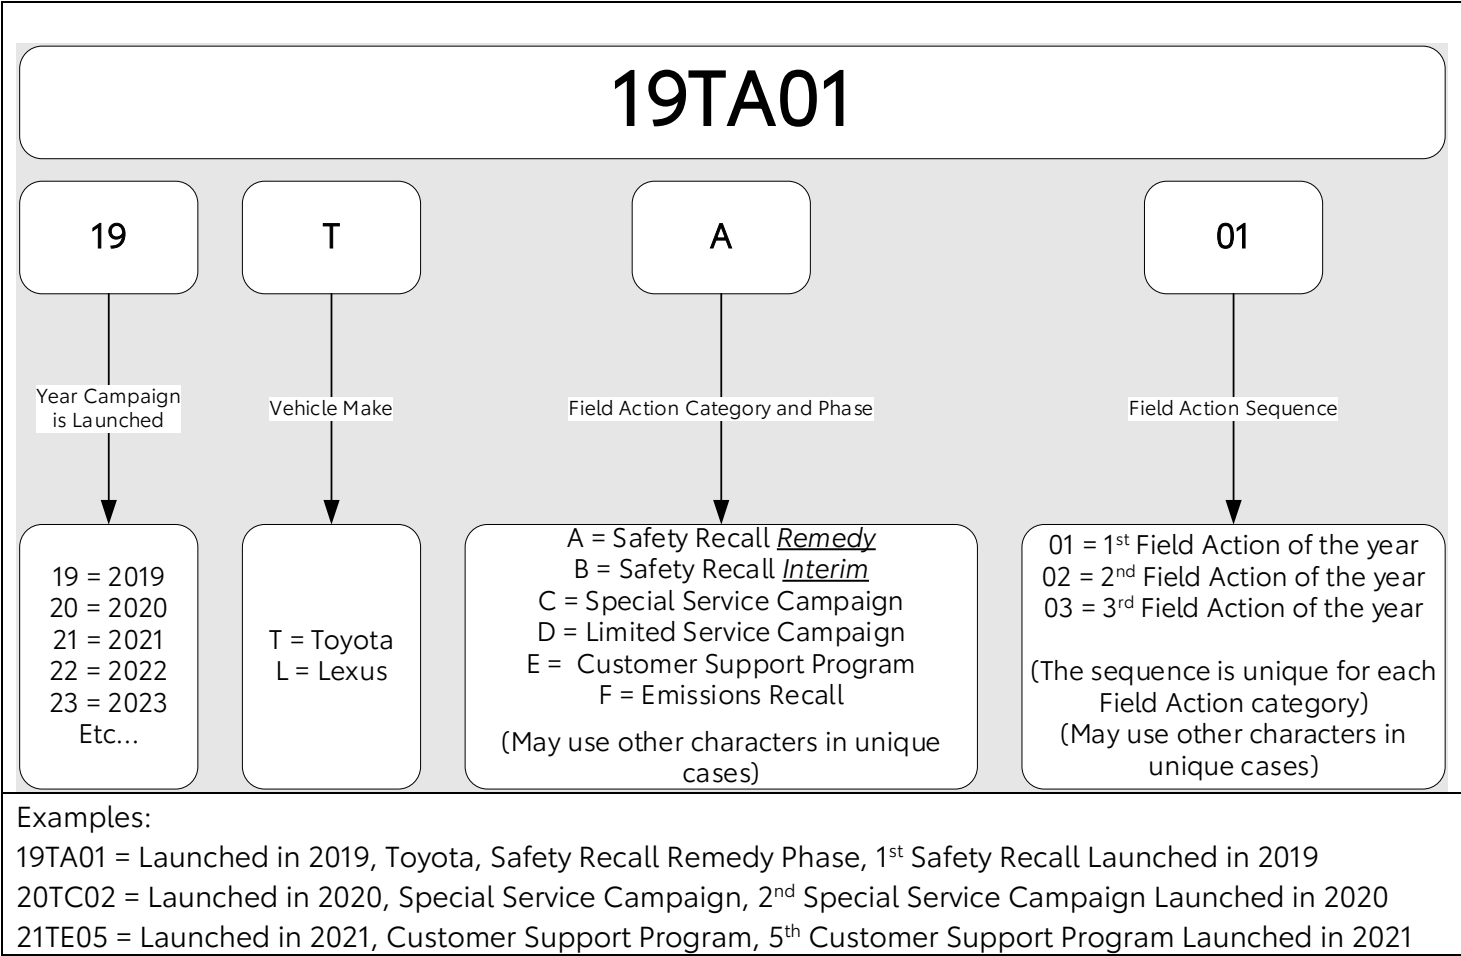 19TA01
19
T
A
01
Year Campaign
is Launched
Vehicle Make
Field Action Category and Phase
Field Action Sequence
19 = 2019
20 = 2020
21 = 2021
22 = 2022
23 = 2023
Etc...
T = Toyota
L = Lexus
A = Safety Recall Remedy
B = Safety Recall Interim
C = Special Service Campaign
D = Limited Service Campaign
E =  Customer Support Program
F = Emissions Recall
(May use other characters in unique
cases)
01 = 1st Field Action of the year
02 = 2nd Field Action of the year
03 = 3rd Field Action of the year
(The sequence is unique for each
Field Action category)
(May use other characters in
unique cases)
Examples:
19TA01 = Launched in 2019, Toyota, Safety Recall Remedy Phase, 1st Safety Recall Launched in 2019
20TC02 = Launched in 2020, Special Service Campaign, 2nd Special Service Campaign Launched in 2020
21TE05 = Launched in 2021, Customer Support Program, 5th Customer Support Program Launched in 2021